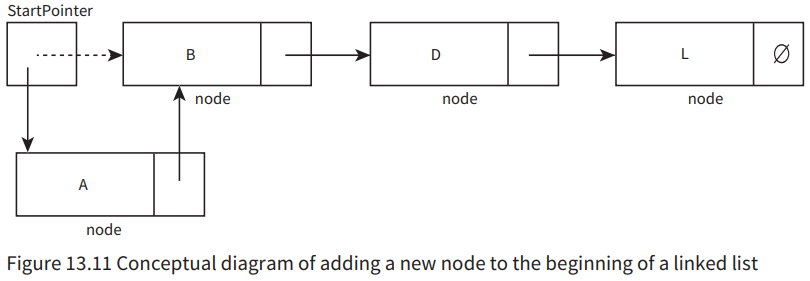 StartPointer
B
D
L
∅
node
node
node
A
node
Figure 13.11 Conceptual diagram of adding a new node to the beginning of a linked list